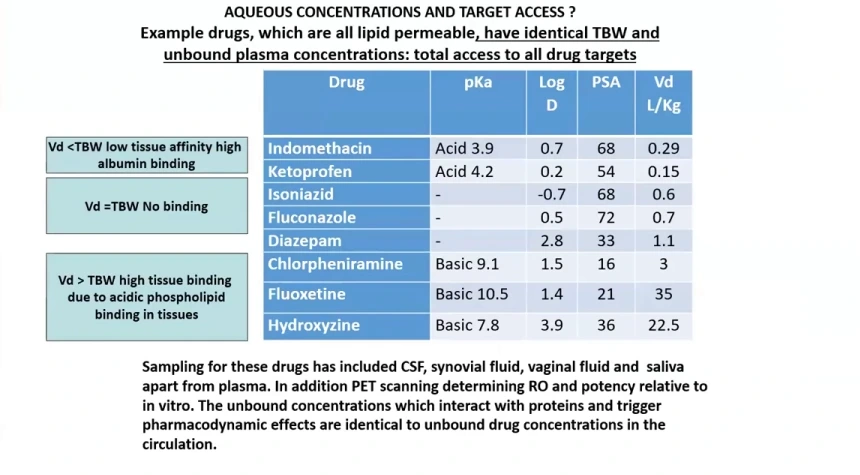 AQUEOUS CONCENTRATIONS AND TARGET ACCESS ?
Example drugs, which are all lipid permeable, have identical TBW and
unbound plasma concentrations: total access to all drug targets
Drug pKa Log D PSA Vd L/Kg
Vd <TBW low tissue affinity high
albumin binding
Indomethacin Acid 3.9 0.7 68 0.29
Ketoprofen Acid 4.2 0.2 54 0.15
Vd =TBW No binding
Isoniazid - -0.7 68 0.6
Fluconazole - 0.5 72 0.7
Diazepam - 2.8 33 1.1
Vd > TBW high tissue binding
due to acidic phospholipid
binding in tissues
Chlorpheniramine Basic 9.1 1.5 16 3
Fluoxetine Basic 10.5 1.4 21 35
Hydroxyzine Basic 7.8 3.9 36 22.5
Sampling for these drugs has included CSF, synovial fluid, vaginal fluid and saliva
apart from plasma. In addition PET scanning determining RO and potency relative to
in vitro. The unbound concentrations which interact with proteins and trigger
pharmacodynamic effects are identical to unbound drug concentrations in the
circulation.